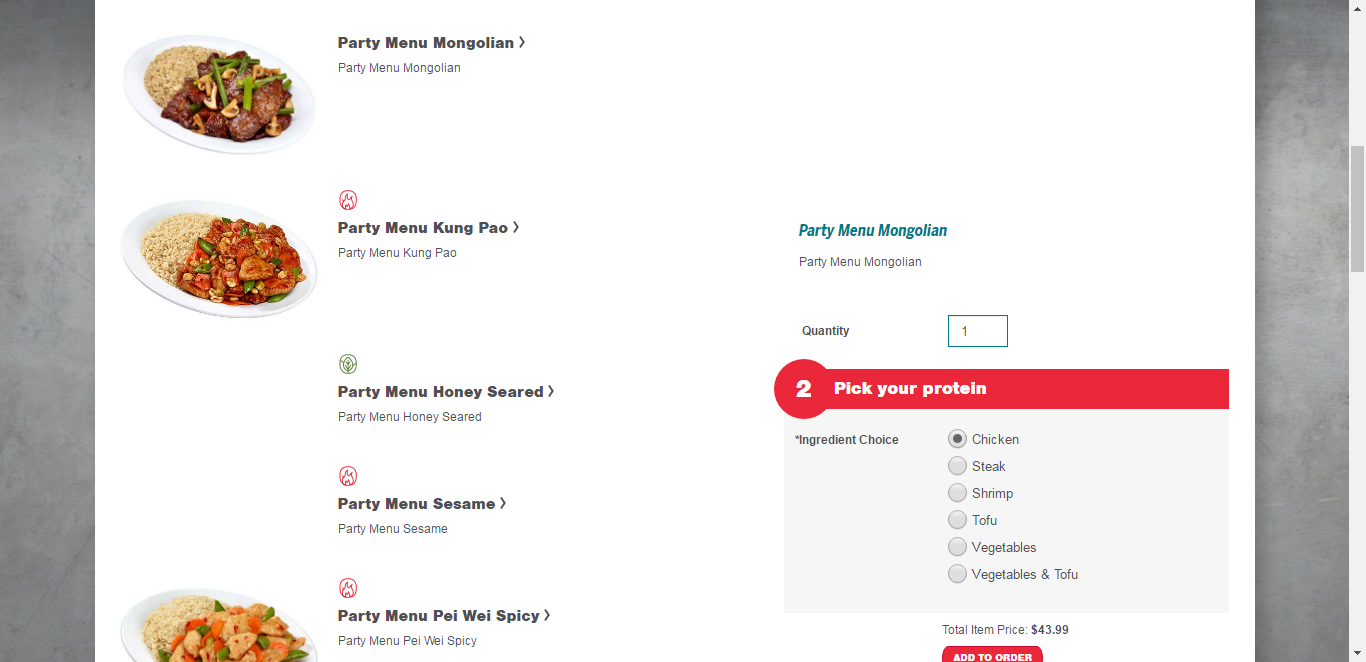 Party Menu Mongolian >
Party Menu Mongolian
Party Menu Kung Pao >
Party Menu Kung Pao
Party Menu Honey Seared >
Party Menu Honey Seared
Party Menu Sesame >
Party Menu Sesame
Party Menu Pei Wei Spicy >
Party Menu Pei Wei Spicy
Party Menu Mongolian
Party Menu Mongolian
Quantity 1
2 Pick your protein
*Ingredient Choice
Chicken
Steak
Shrimp
Tofu
Vegetables
Vegetables & Tofu
Total Item Price: $43.99
ADD TO ORDER